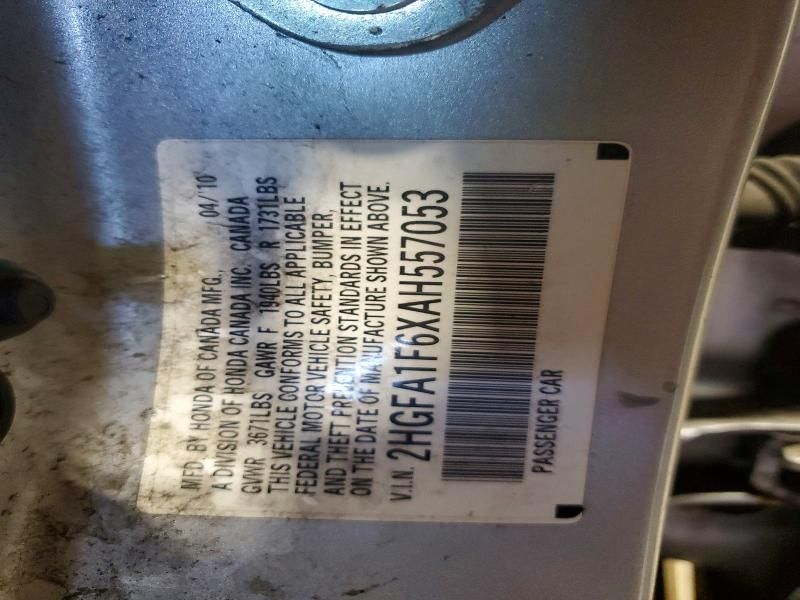 MFD. BY HONDA OF CANADA MFG., 04/10
A DIVISION OF HONDA CANADA INC. CANADA
GVWR 3671LBS GAWR F 1940LBS R 1731LBS
THIS VEHICLE CONFORMS TO ALL APPLICABLE
FEDERAL MOTOR VEHICLE SAFETY, BUMPER,
AND THEFT PREVENTION STANDARDS IN EFFECT
ON THE DATE OF MANUFACTURE SHOWN ABOVE.
V.I.N. 2HGFA1F6XAH557053
PASSENGER CAR